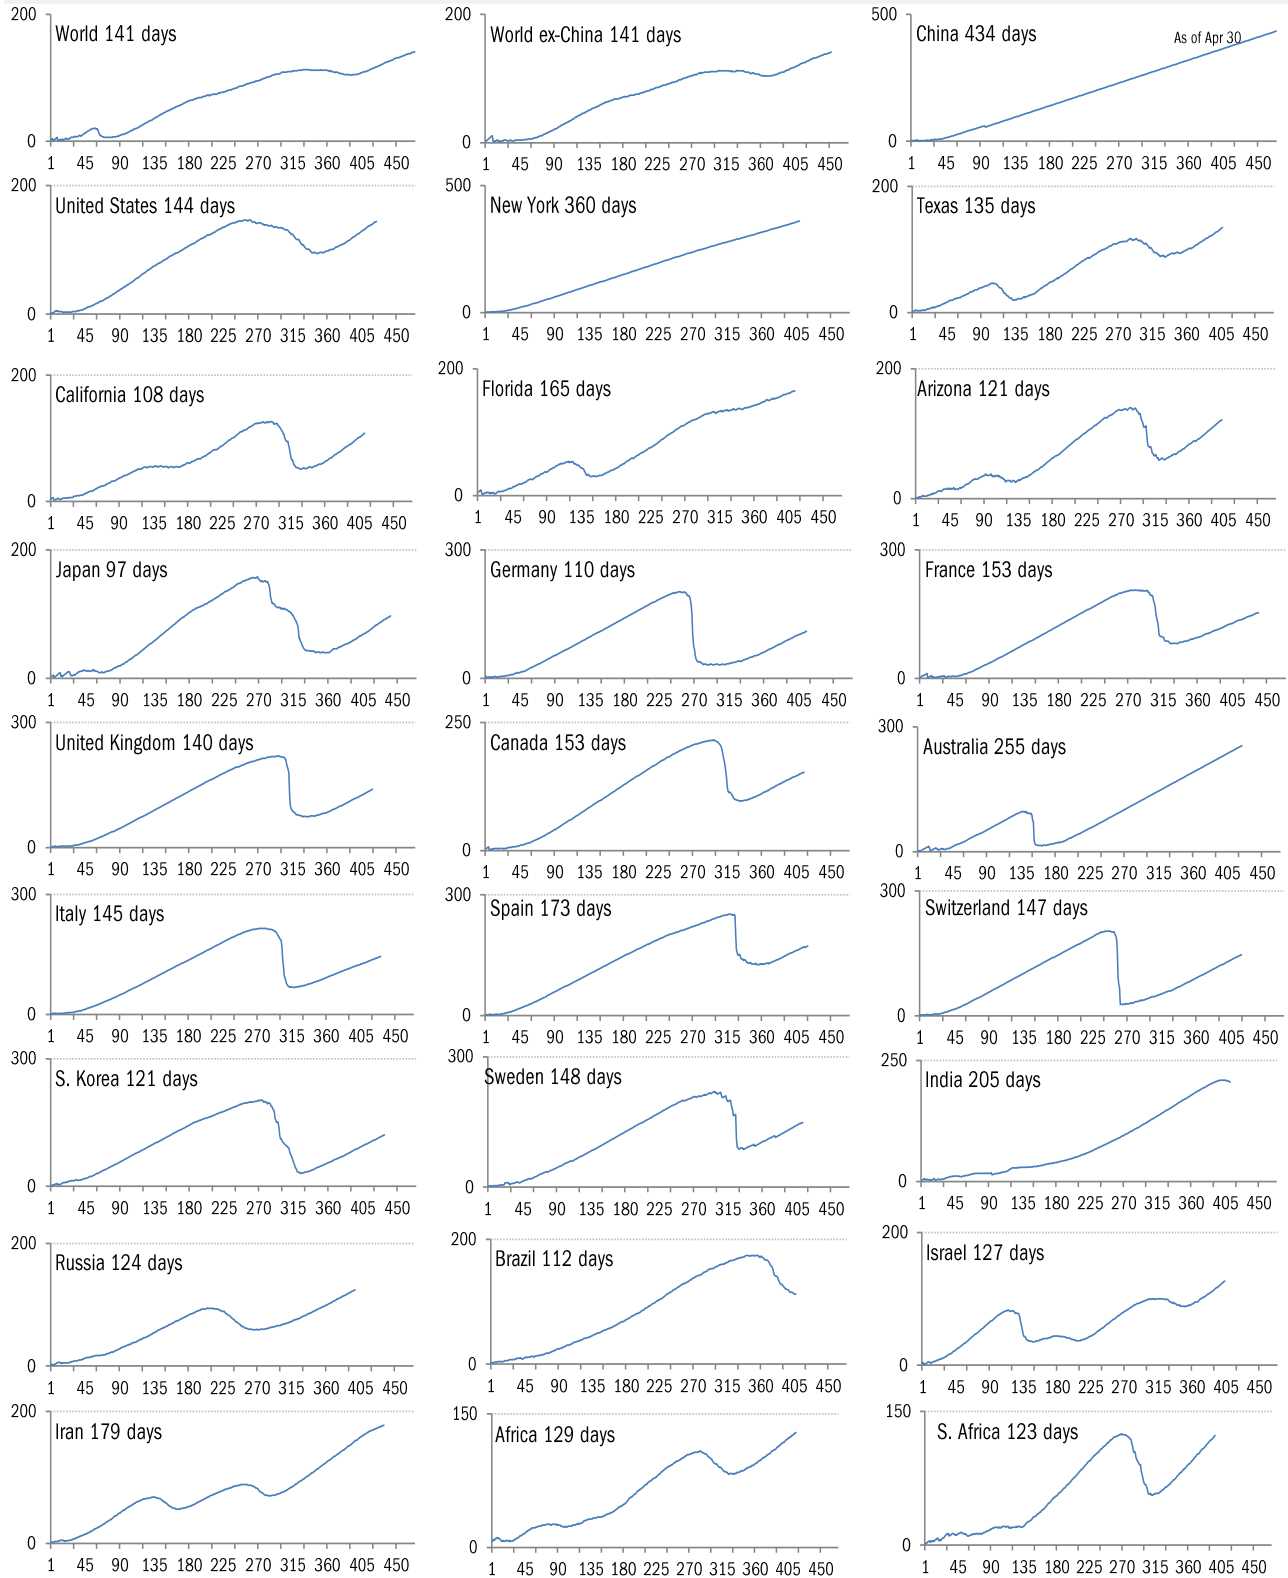 200
World 141 days
0
1 45 90 135 180 225 270 315 360 405 450
200
World ex-China 141 days
0
1 45 90 135 180 225 270 315 360 405 450
500
China 434 days
As of Apr 30
0
1 45 90 135 180 225 270 315 360 405 450
200
United States 144 days
0
1 45 90 135 180 225 270 315 360 405 450
500
New York 360 days
0
1 45 90 135 180 225 270 315 360 405 450
200
Texas 135 days
0
1 45 90 135 180 225 270 315 360 405 450
200
California 108 days
0
1 45 90 135 180 225 270 315 360 405 450
200
Florida 165 days
0
1 45 90 135 180 225 270 315 360 405 450
200
Arizona 121 days
0
1 45 90 135 180 225 270 315 360 405 450
200
Japan 97 days
0
1 45 90 135 180 225 270 315 360 405 450
300
Germany 110 days
0
1 45 90 135 180 225 270 315 360 405 450
300
France 153 days
0
1 45 90 135 180 225 270 315 360 405 450
300
United Kingdom 140 days
0
1 45 90 135 180 225 270 315 360 405 450
250
Canada 153 days
0
1 45 90 135 180 225 270 315 360 405 450
300
Australia 255 days
0
1 45 90 135 180 225 270 315 360 405 450
300
Italy 145 days
0
1 45 90 135 180 225 270 315 360 405 450
300
Spain 173 days
0
1 45 90 135 180 225 270 315 360 405 450
300
Switzerland 147 days
0
1 45 90 135 180 225 270 315 360 405 450
300
S. Korea 121 days
0
1 45 90 135 180 225 270 315 360 405 450
300
Sweden 148 days
0
1 45 90 135 180 225 270 315 360 405 450
250
India 205 days
0
1 45 90 135 180 225 270 315 360 405 450
200
Russia 124 days
0
1 45 90 135 180 225 270 315 360 405 450
200
Brazil 112 days
0
1 45 90 135 180 225 270 315 360 405 450
200
Israel 127 days
0
1 45 90 135 180 225 270 315 360 405 450
200
Iran 179 days
0
1 45 90 135 180 225 270 315 360 405 450
150
Africa 129 days
0
1 45 90 135 180 225 270 315 360 405 450
150
S. Africa 123 days
0
1 45 90 135 180 225 270 315 360 405 450